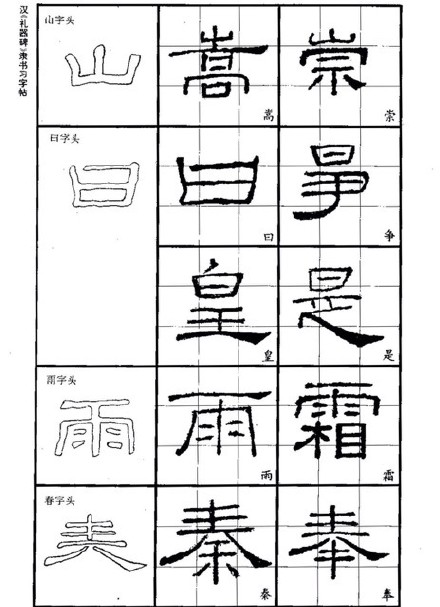 汉《礼器碑》隶书习字帖
山字头
山 嵩 崇
嵩 崇
曰字头
曰 曰 争
曰 争
皇 是
皇 是
雨字头
雨 雨 霜
雨 霜
春字头
𡗗 秦 奉
秦 奉